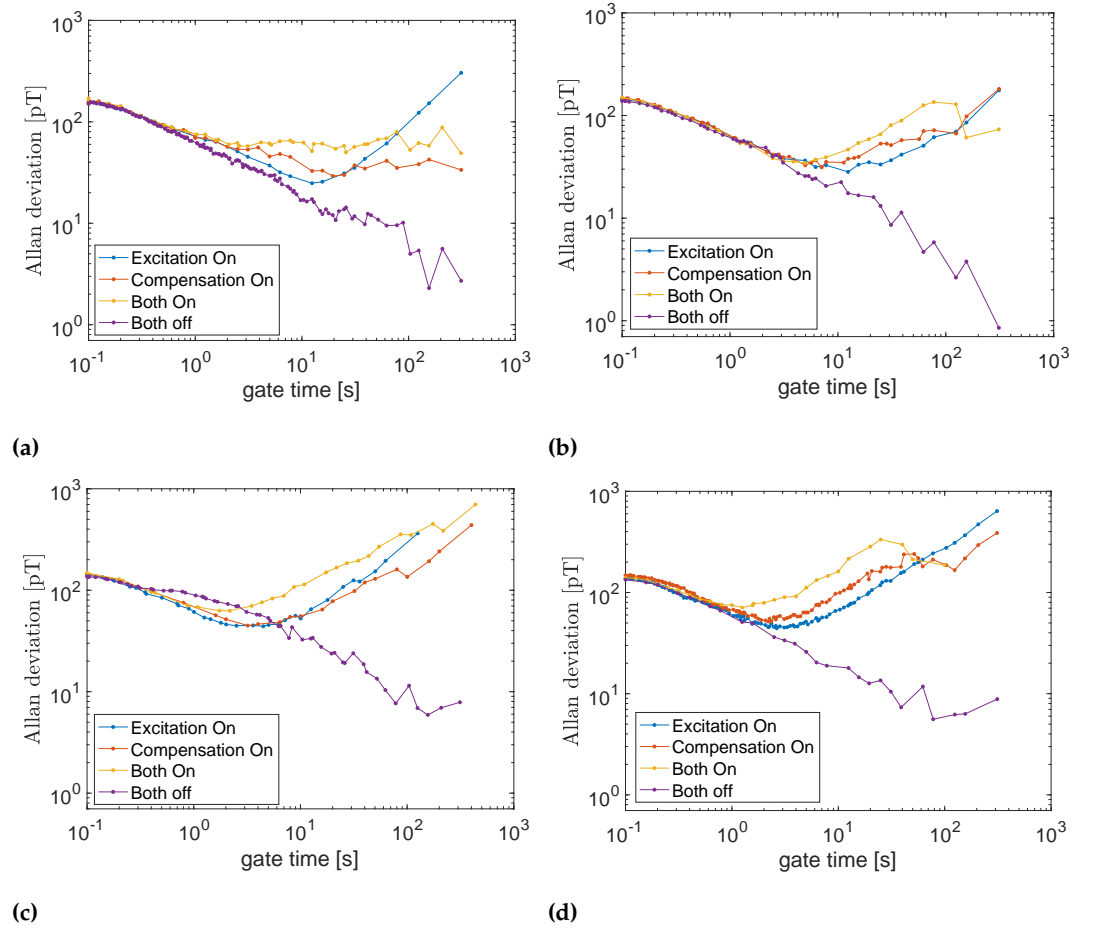 10^3
10^2
10^1
10^0
Allan deviation [pT]
Excitation On
Compensation On
Both On
Both off
10^-1
10^0
10^1
10^2
10^3
gate time [s]
(a)
10^3
10^2
10^1
10^0
Allan deviation [pT]
Excitation On
Compensation On
Both On
Both off
10^-1
10^0
10^1
10^2
10^3
gate time [s]
(b)
10^3
10^2
10^1
10^0
Allan deviation [pT]
Excitation On
Compensation On
Both On
Both off
10^-1
10^0
10^1
10^2
10^3
gate time [s]
(c)
10^3
10^2
10^1
10^0
Allan deviation [pT]
Excitation On
Compensation On
Both On
Both off
10^-1
10^0
10^1
10^2
10^3
gate time [s]
(d)